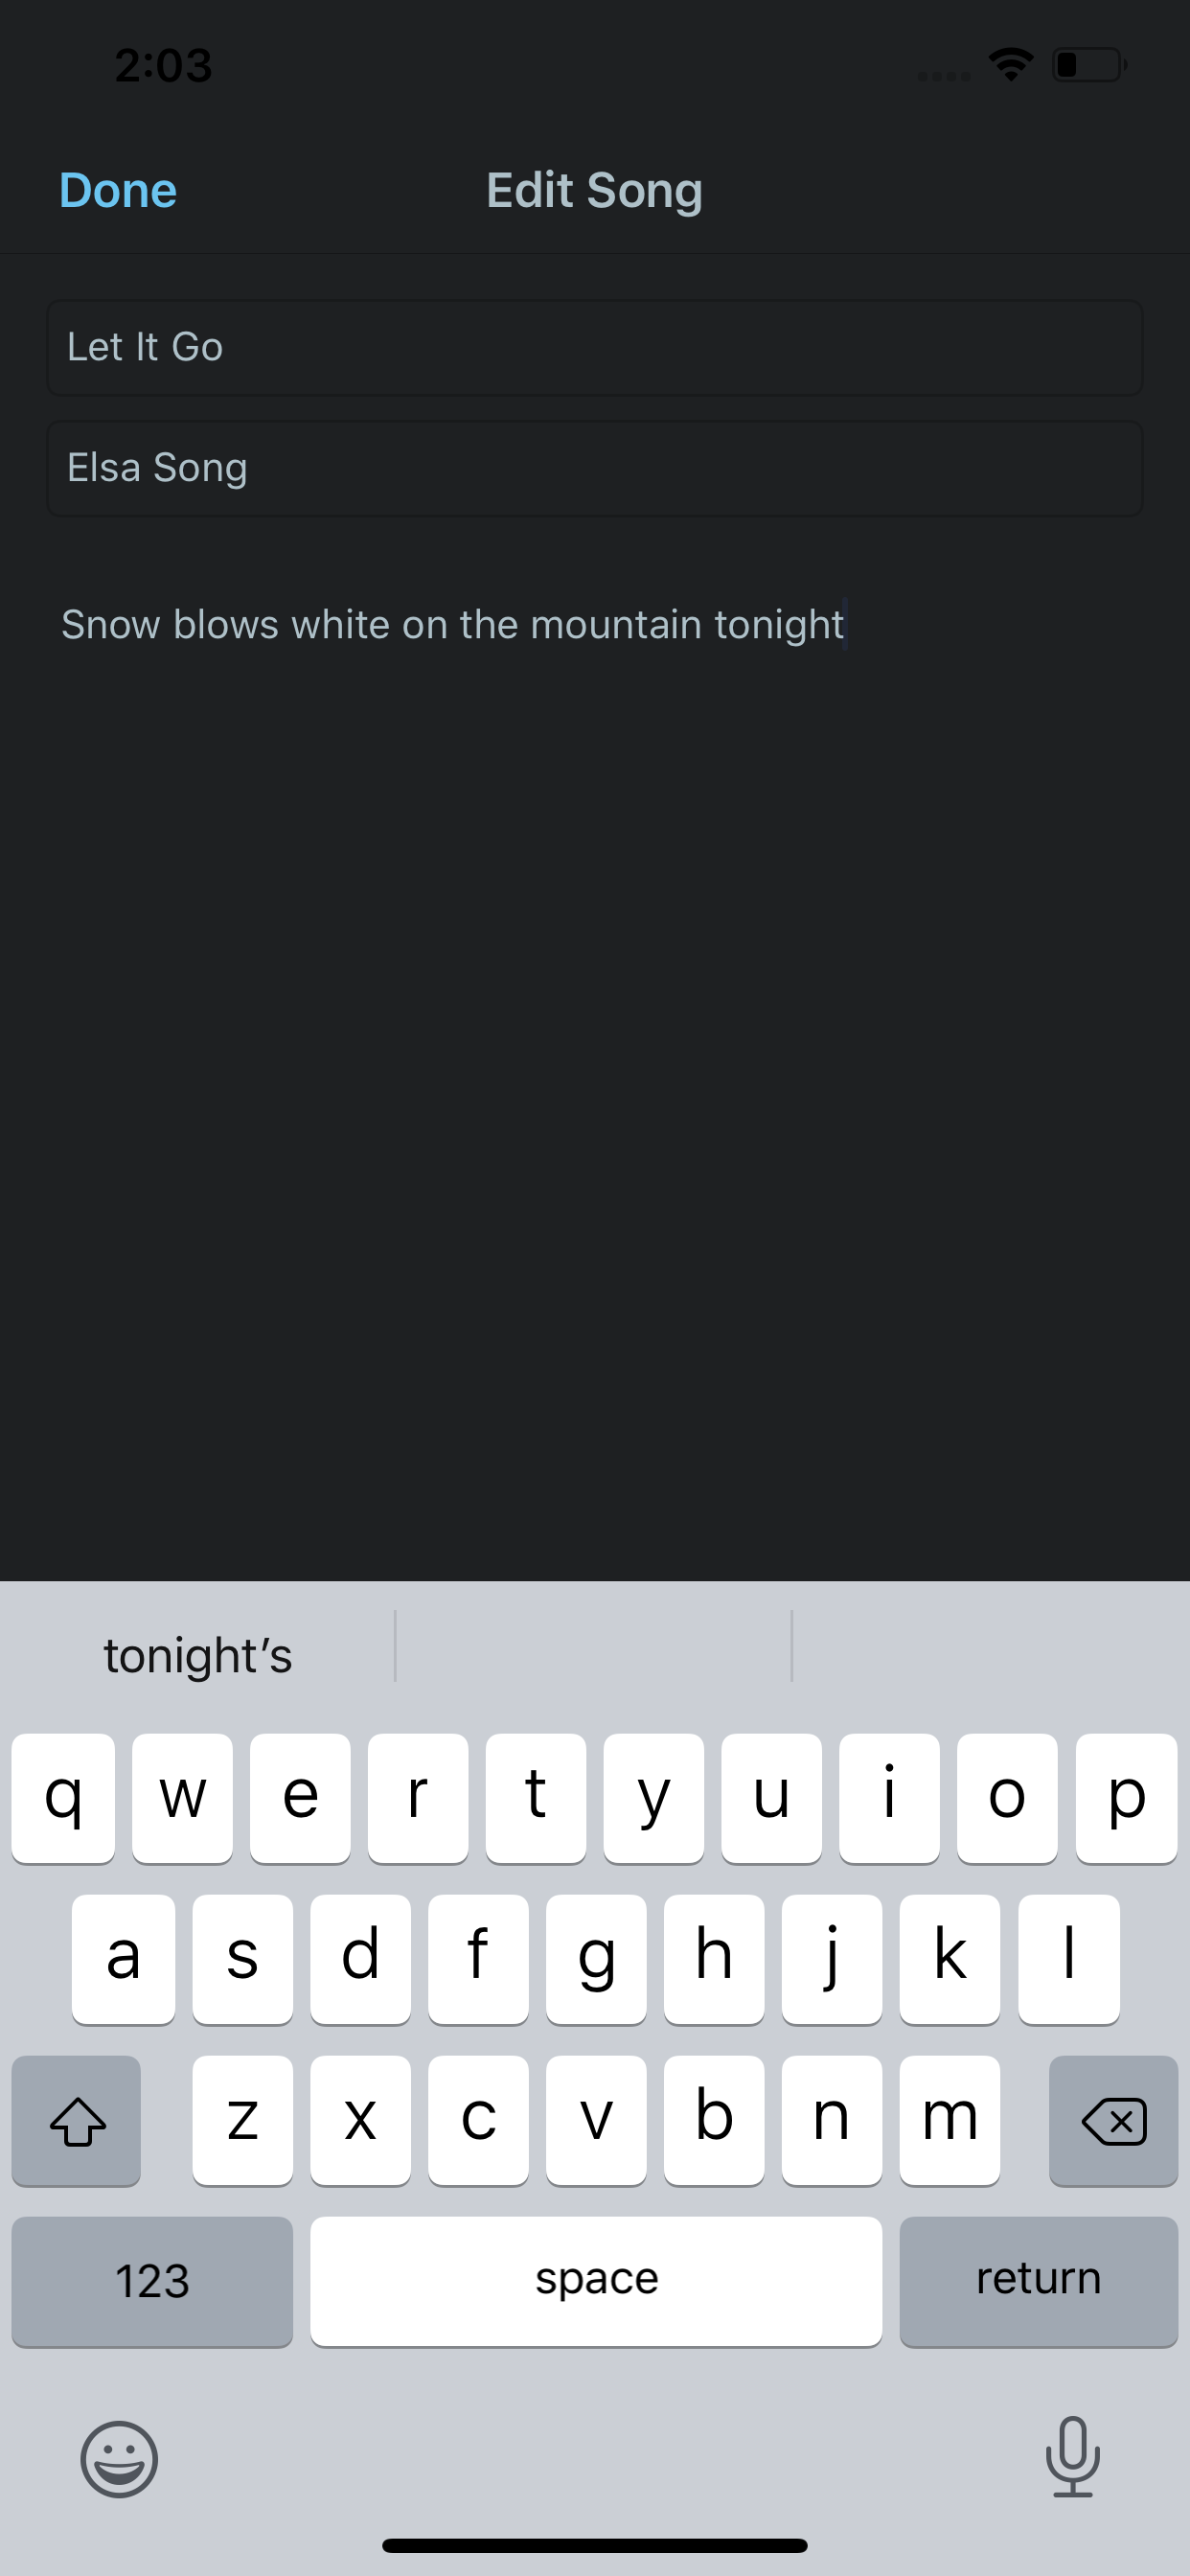 2:03
Done Edit Song
Let It Go
Elsa Song
Snow blows white on the mountain tonight
tonight’s
q w e r t y u i o p
a s d f g h j k l
z x c v b n m
123 space return